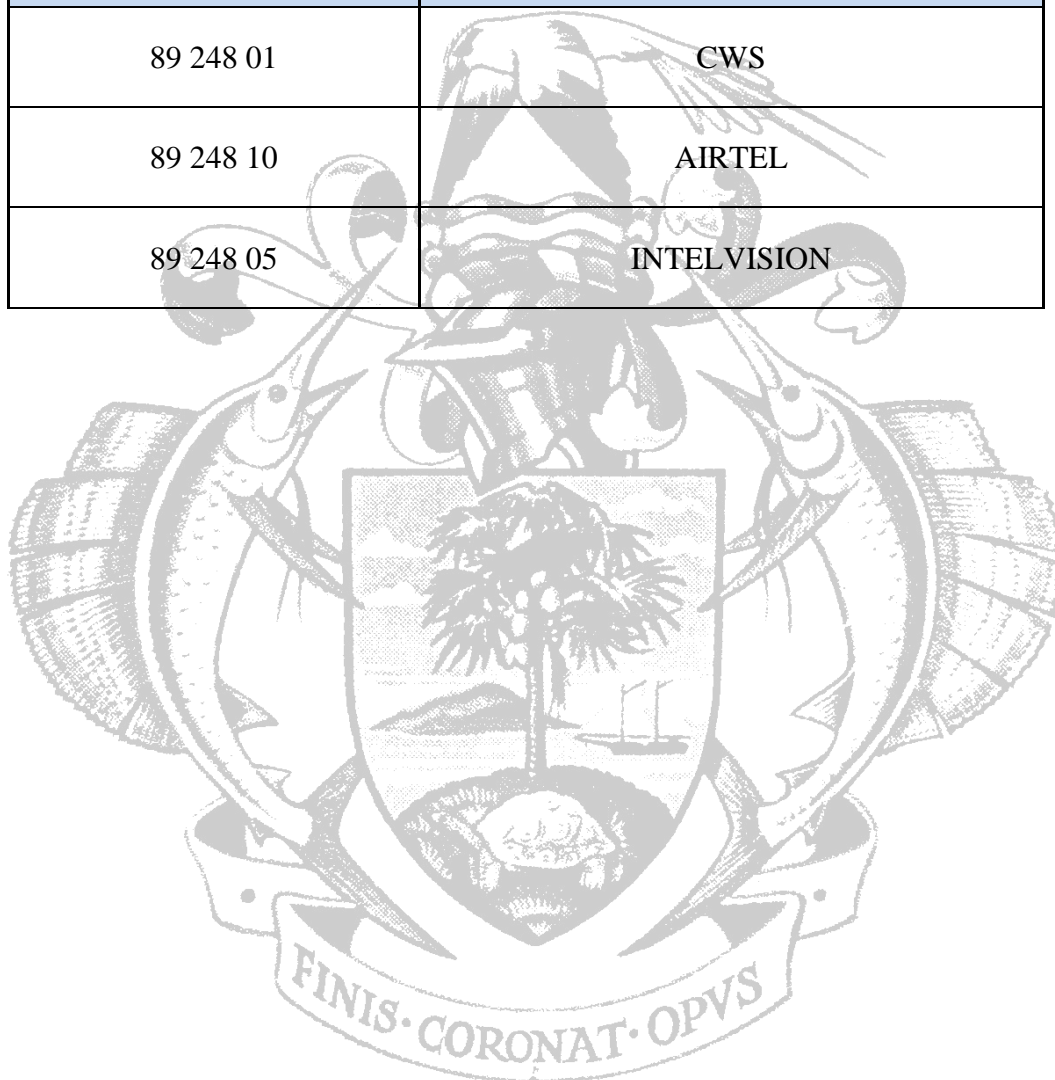 89 248 01 CWS
89 248 10 AIRTEL
89 248 05 INTELVISION
FINIS·CORONAT·OPVS